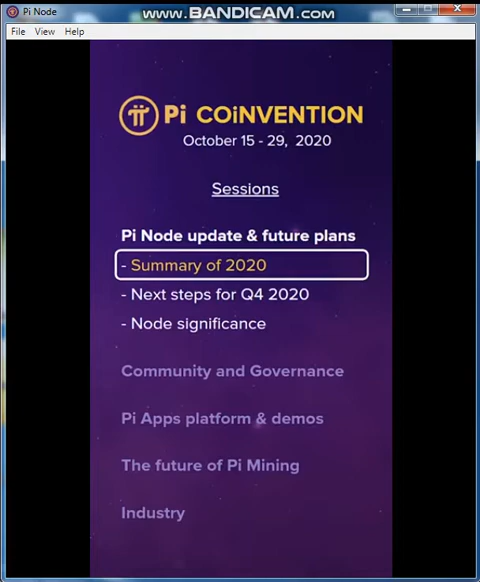 Pi Node
www.BANDICAM.com
File View Help
Pi COiNVENTION
October 15 - 29, 2020
Sessions
Pi Node update & future plans
- Summary of 2020
- Next steps for Q4 2020
- Node significance
Community and Governance
Pi Apps platform & demos
The future of Pi Mining
Industry